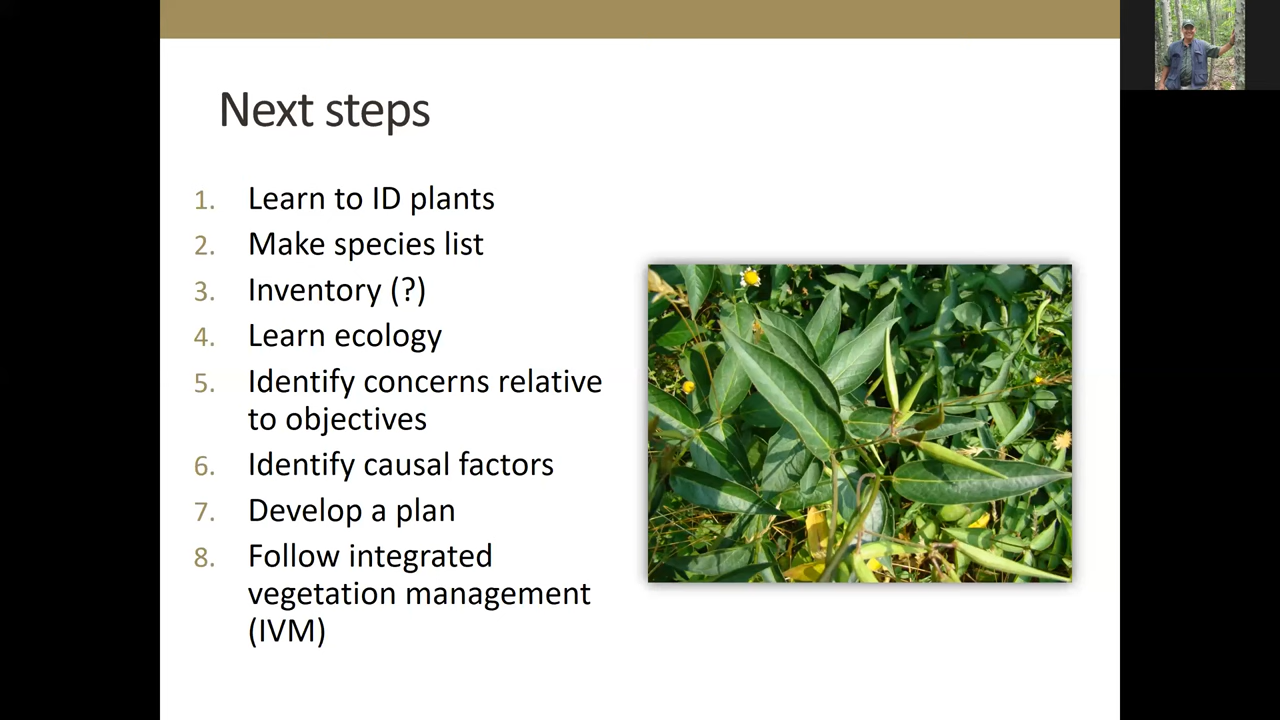 Next steps
1. Learn to ID plants
2. Make species list
3. Inventory (?)
4. Learn ecology
5. Identify concerns relative
to objectives
6. Identify causal factors
7. Develop a plan
8. Follow integrated
vegetation management
(IVM)